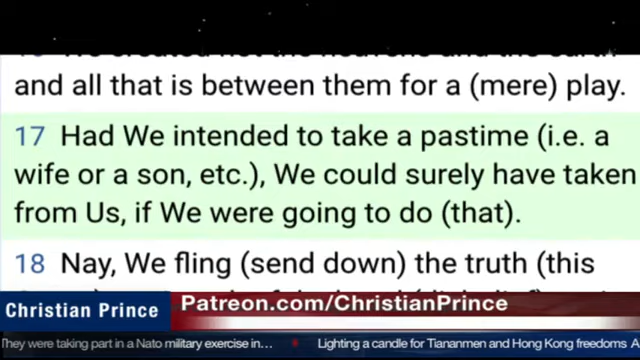 and all that is between them for a (mere) play.
17 Had We intended to take a pastime (i.e. a
wife or a son, etc.), We could surely have taken
from Us, if We were going to do (that).
18 Nay, We fling (send down) the truth (this
Christian Prince
Patreon.com/ChristianPrince
They were taking part in a Nato military exercise in…
Lighting a candle for Tiananmen and Hong Kong freedoms A